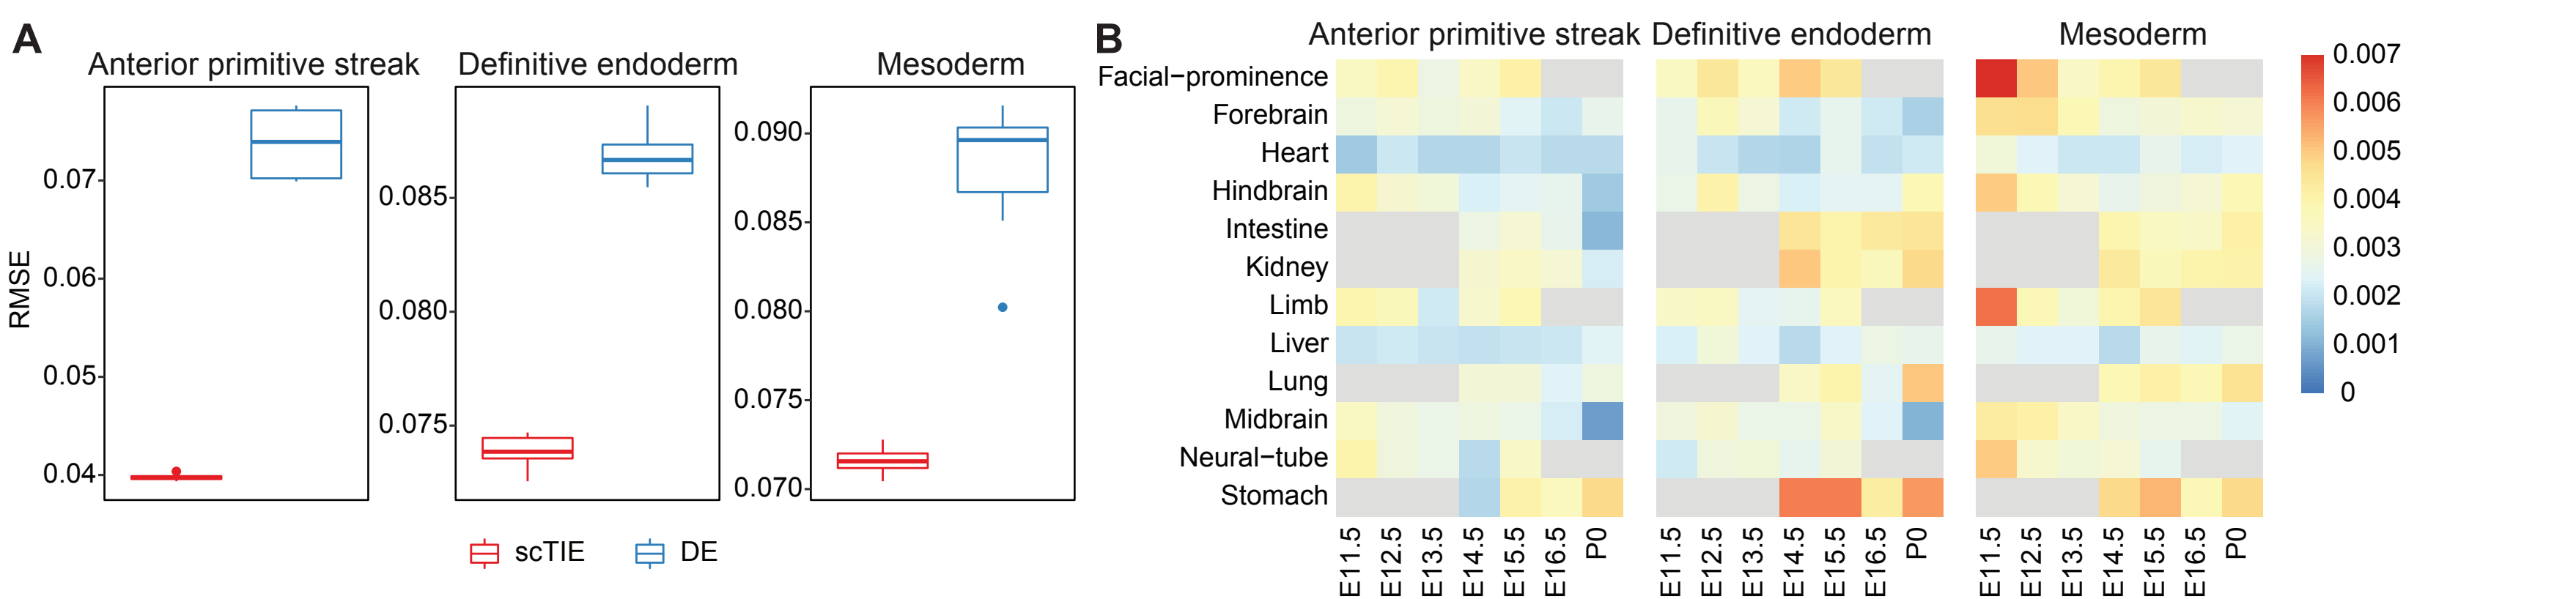 A
Anterior primitive streak
Definitive endoderm
Mesoderm
RMSE
0.07
0.06
0.05
0.04
0.085
0.080
0.075
0.090
0.085
0.080
0.075
0.070
scTIE
DE
B
Anterior primitive streak
Definitive endoderm
Mesoderm
Facial−prominence
Forebrain
Heart
Hindbrain
Intestine
Kidney
Limb
Liver
Lung
Midbrain
Neural−tube
Stomach
E11.5
E12.5
E13.5
E14.5
E15.5
E16.5
P0
E11.5
E12.5
E13.5
E14.5
E15.5
E16.5
P0
E11.5
E12.5
E13.5
E14.5
E15.5
E16.5
P0
0.007
0.006
0.005
0.004
0.003
0.002
0.001
0